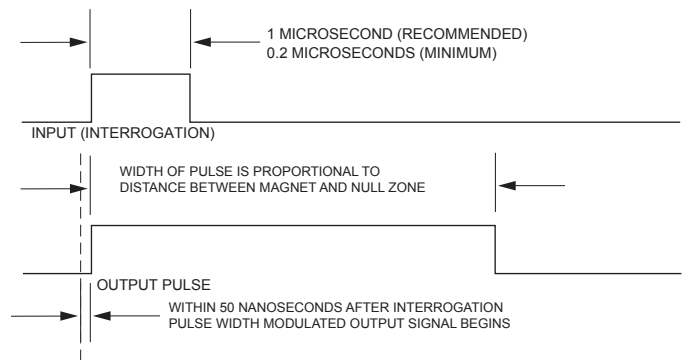 1 MICROSECOND (RECOMMENDED)
0.2 MICROSECONDS (MINIMUM)
INPUT (INTERROGATION)
WIDTH OF PULSE IS PROPORTIONAL TO
DISTANCE BETWEEN MAGNET AND NULL ZONE
OUTPUT PULSE
WITHIN 50 NANOSECONDS AFTER INTERROGATION
PULSE WIDTH MODULATED OUTPUT SIGNAL BEGINS